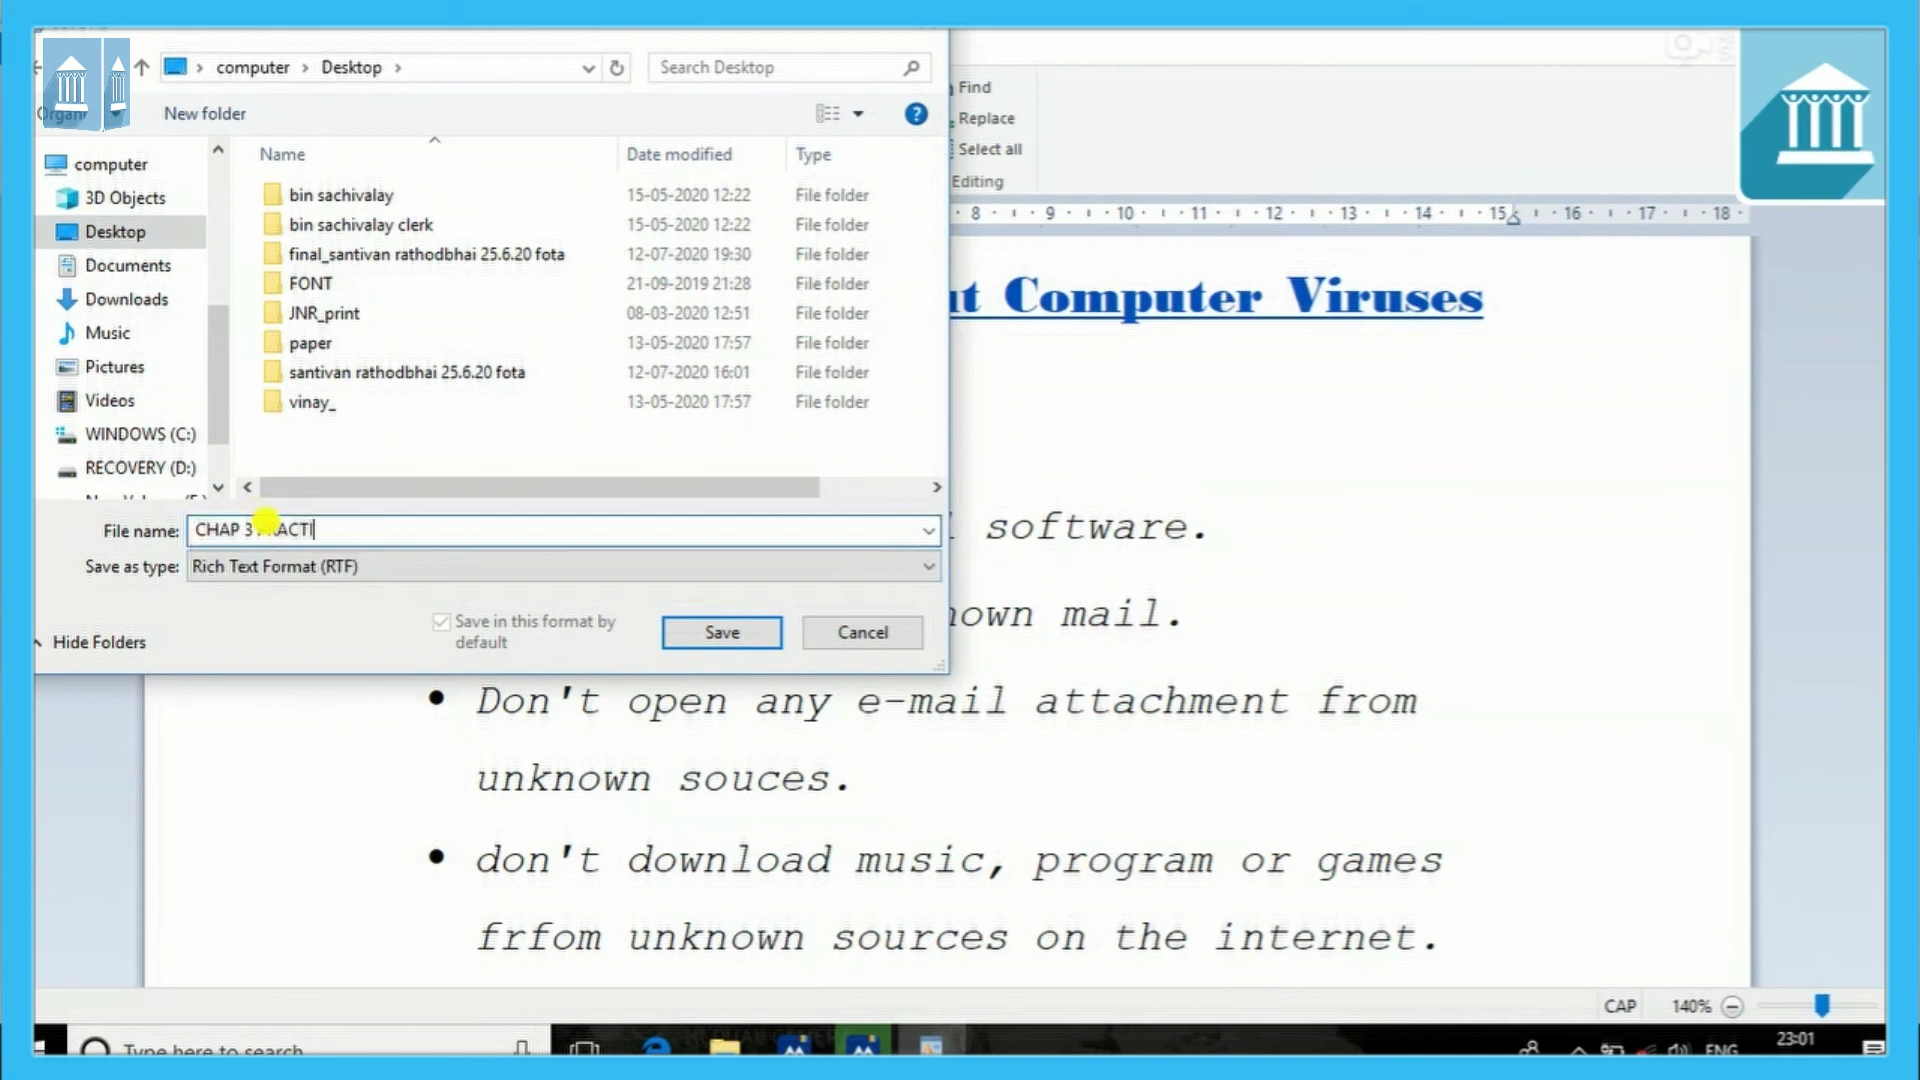 computer > Desktop >
Search Desktop
New folder
computer
3D Objects
Desktop
Documents
Downloads
Music
Pictures
Videos
WINDOWS (C:)
RECOVERY (D:)
Name Date modified Type
bin sachivalay 15-05-2020 12:22 File folder
bin sachivalay clerk 15-05-2020 12:22 File folder
final_santivan rathodbhai 25.6.20 fota 12-07-2020 19:30 File folder
FONT 21-09-2019 21:28 File folder
JNR_print 08-03-2020 12:51 File folder
paper 13-05-2020 17:57 File folder
santivan rathodbhai 25.6.20 fota 12-07-2020 16:01 File folder
vinay_ 13-05-2020 17:57 File folder
File name: CHAP 3
Save as type: Rich Text Format (RTF)
Save in this format by
default
Save
Cancel
Hide Folders
Find
Replace
Select all
Editing
8 9 10 11 12 13 14 15 16 17 18
Computer Viruses
software.
mail.
• Don't open any e-mail attachment from
unknown souces.
• don't download music, program or games
frfom unknown sources on the internet.
CAP 140%
Type here to search
ENG
23:01